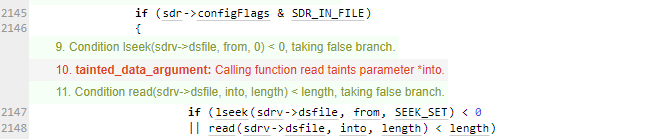 2145 if (sdr->configFlags & SDR_IN_FILE)
2146 {
9. Condition lseek(sdrv->dsfile, from, 0) < 0, taking false branch.
10. tainted_data_argument: Calling function read taints parameter *into.
11. Condition read(sdrv->dsfile, into, length) < length, taking false branch.
2147 if (lseek(sdrv->dsfile, from, SEEK_SET) < 0
2148 || read(sdrv->dsfile, into, length) < length)